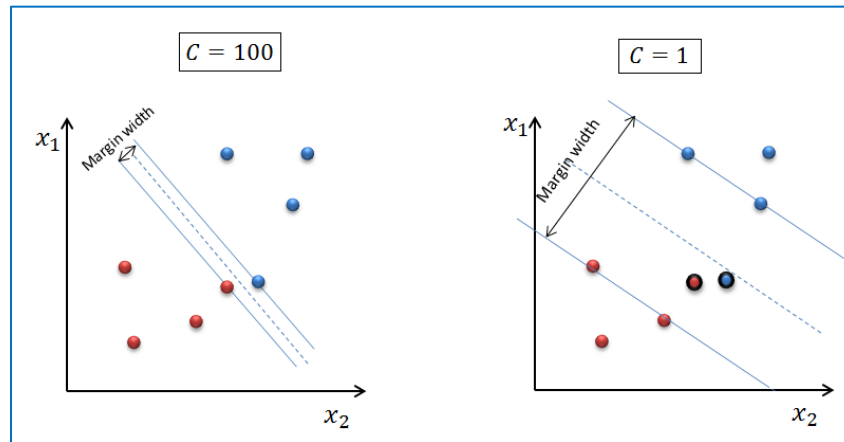 C = 100
x₁
Margin width
x₂
C = 1
x₁
Margin width
x₂